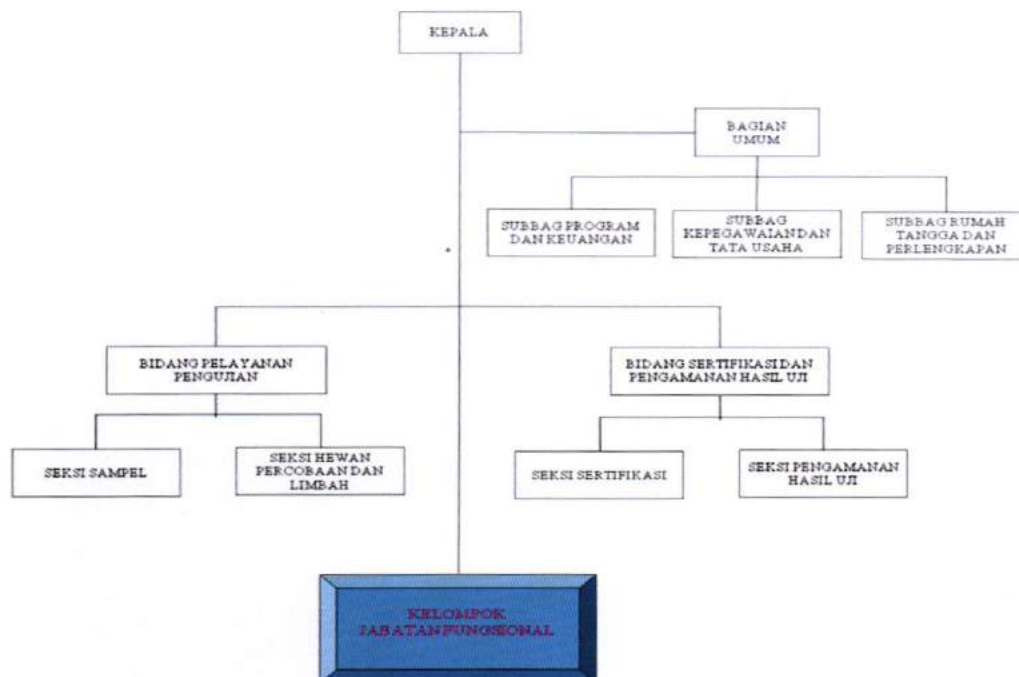 KEPALA
BAGIAN
UMUM
SUBBAG PROGRAM
DAN KEUANGAN
SUBBAG
KEPEGAWAIAN DAN
TATA USAHA
SUBBAG RUMAH
TANGGA DAN
PERLENGKAPAN
BIDANG PELAYANAN
PENGUJIAN
BIDANG SERTIFIKASI DAN
PENGAMANAN HASIL UJI
SEKSI SAMPEL
SEKSI HEWAN
PERCOBAAN DAN
LIMBAH
SEKSI SERTIFIKASI
SEKSI PENGAMANAN
HASIL UJI
KELOMPOK
JABATAN FUNGSIONAL